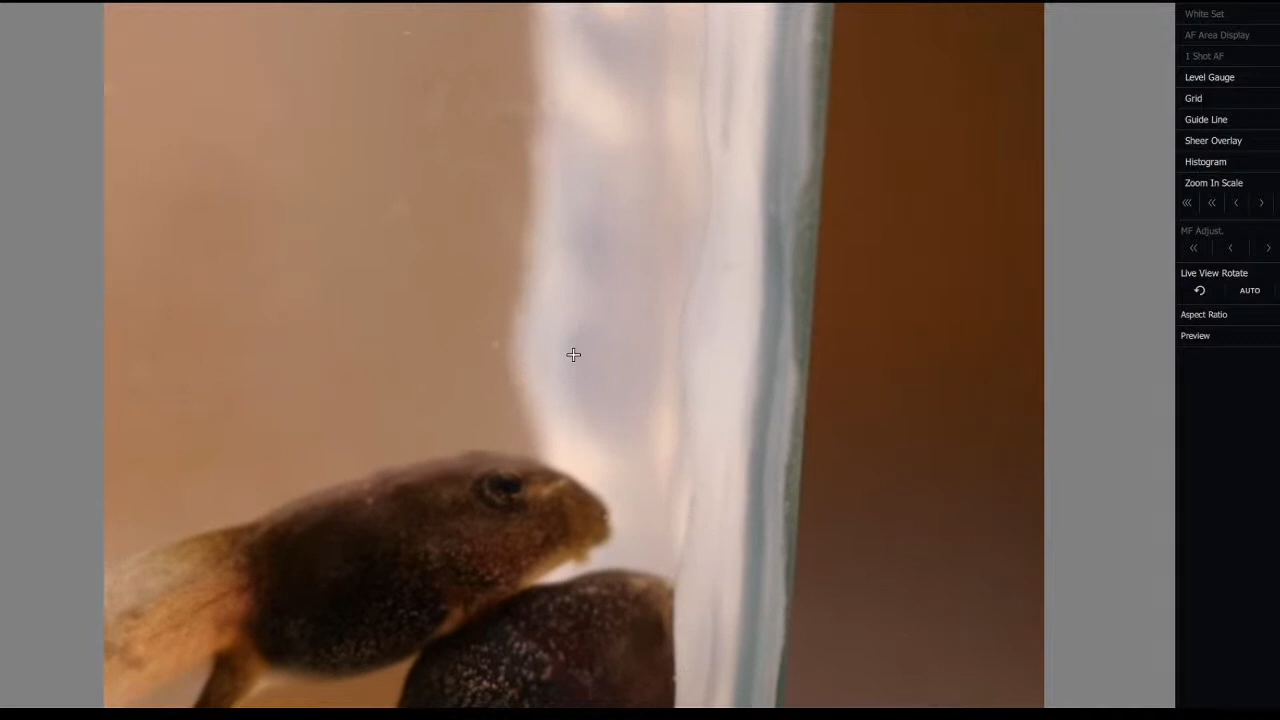 White Set
AF Area Display
1 Shot AF
Level Gauge
Grid
Guide Line
Sheer Overlay
Histogram
Zoom In Scale
MF Adjust.
Live View Rotate
AUTO
Aspect Ratio
Preview